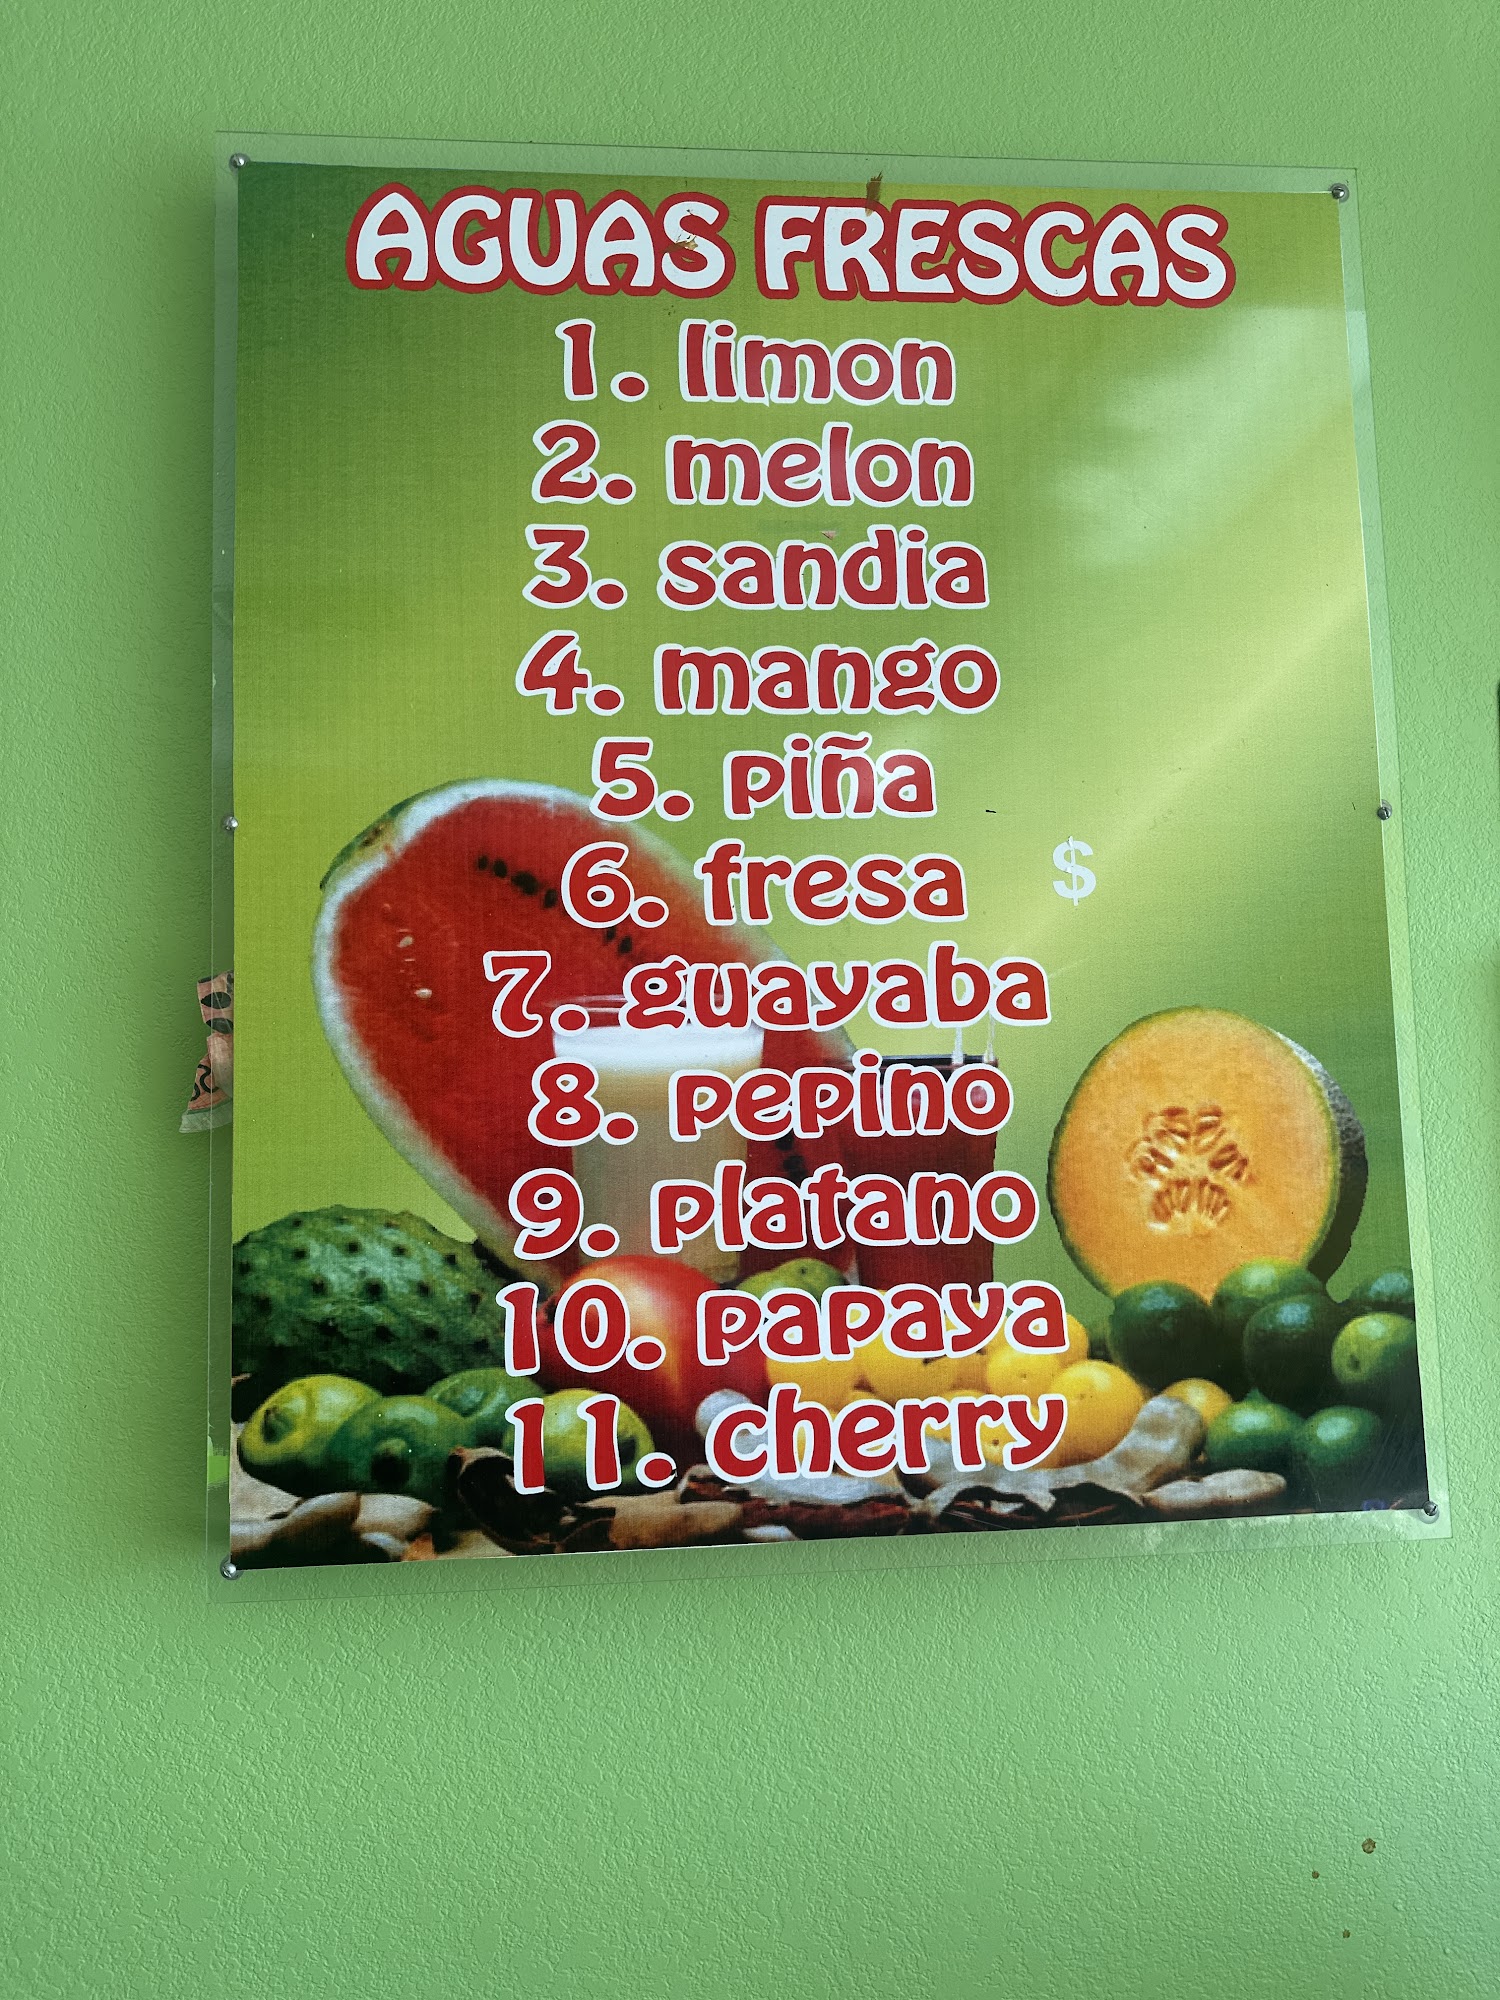 AGUAS FRESCAS
1. limon
2. melon
3. sandia
4. mango
5. piña
6. fresa $
7. guayaba
8. pepino
9. platano
10. papaya
11. cherry